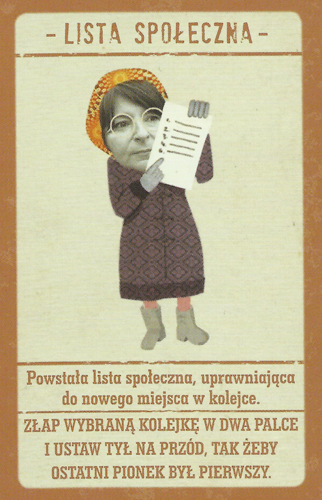 - LISTA SPOŁECZNA -
Powstała lista społeczna, uprawniająca
do nowego miejsca w kolejce.
ZŁAP WYBRANĄ KOLEJKĘ W DWA PALCE
I USTAW TYŁ NA PRZÓD, TAK ŻEBY
OSTATNI PIONEK BYŁ PIERWSZY.